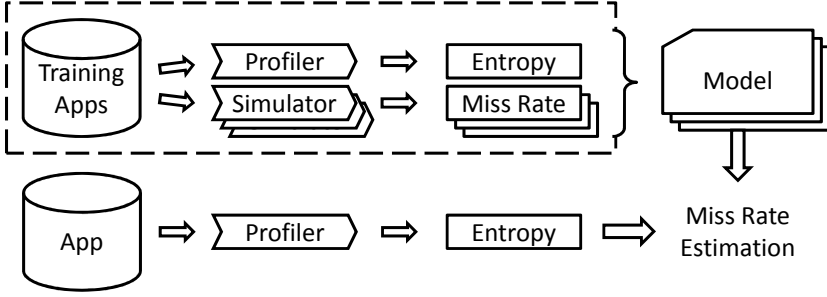 Training
Apps
Profiler
Entropy
Simulator
Miss Rate
Model
App
Profiler
Entropy
Miss Rate
Estimation